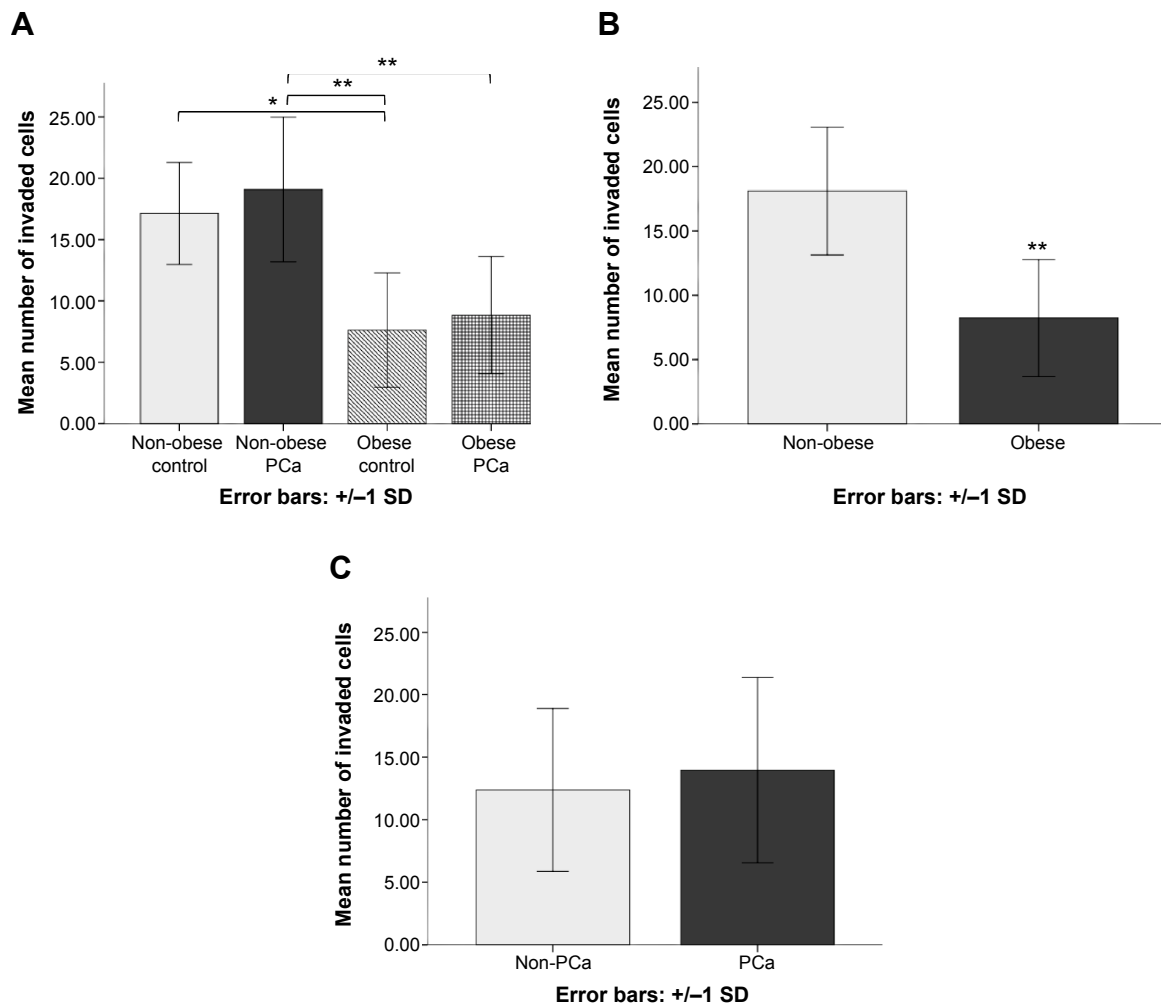 A
Mean number of invaded cells
25.00
20.00
15.00
10.00
5.00
0.00
*
**
**
Non-obese
control
Non-obese
PCa
Obese
control
Obese
PCa
Error bars: +/–1 SD
B
Mean number of invaded cells
25.00
20.00
15.00
10.00
5.00
0.00
**
Non-obese
Obese
Error bars: +/–1 SD
C
Mean number of invaded cells
25.00
20.00
15.00
10.00
5.00
0.00
Non-PCa
PCa
Error bars: +/–1 SD